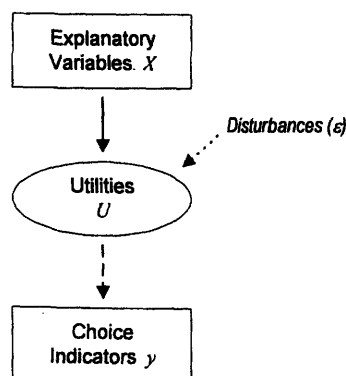 Explanatory
Variables. X
Disturbances (ε)
Utilities
U
Choice
Indicators y